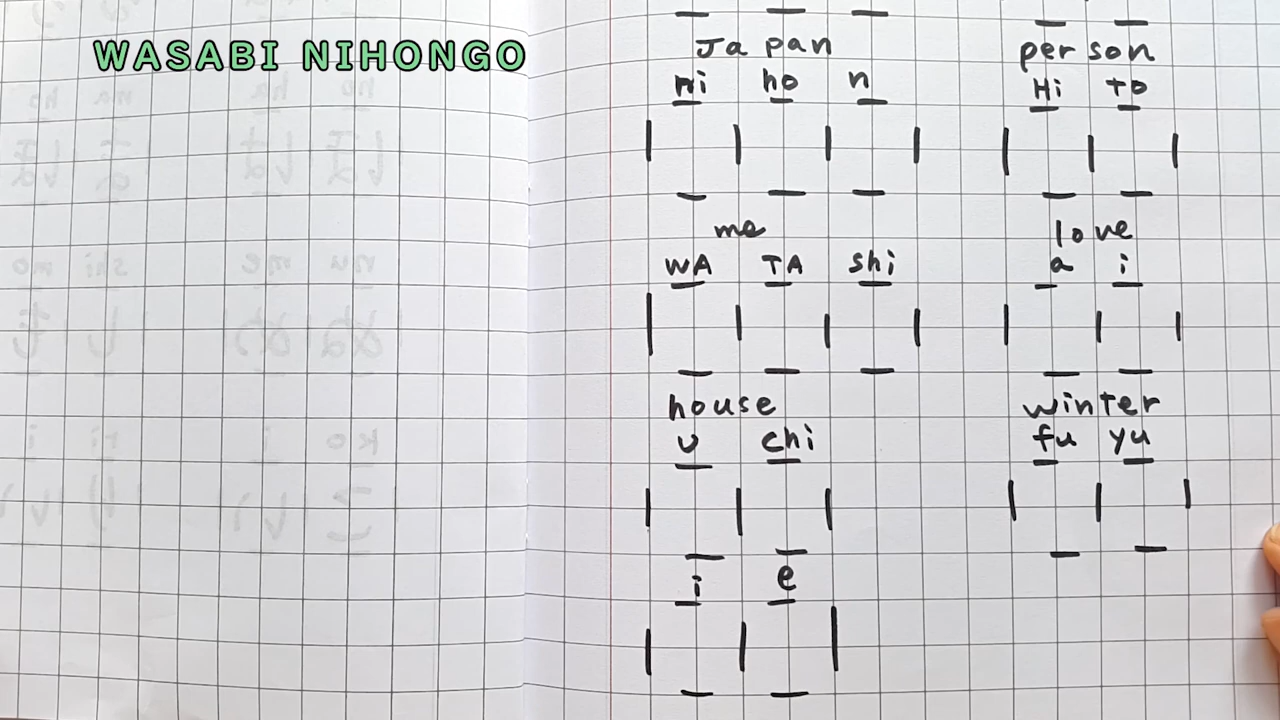 WASABI NIHONGO
Japan
ni ho n
person
Hi TO
me
WA TA shi
love
a i
house
u chi
winter
fu yu
i e